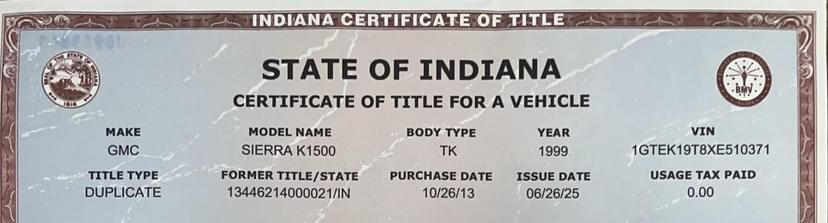 INDIANA CERTIFICATE OF TITLE
STATE OF INDIANA
CERTIFICATE OF TITLE FOR A VEHICLE
MAKE MODEL NAME BODY TYPE YEAR VIN
GMC SIERRA K1500 TK 1999 1GTEK19T8XE510371
TITLE TYPE FORMER TITLE/STATE PURCHASE DATE ISSUE DATE USAGE TAX PAID
DUPLICATE 13446214000021/IN 10/26/13 06/26/25 0.00
BMV
1816